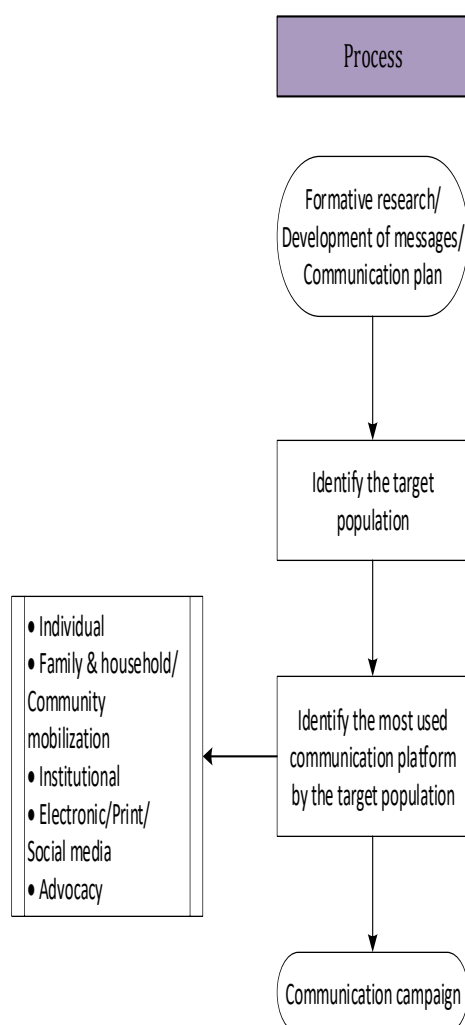 Process
Formative research/
Development of messages/
Communication plan
Identify the target
population
• Individual
• Family & household/
Community
mobilization
• Institutional
• Electronic/Print/
Social media
• Advocacy
Identify the most used
communication platform
by the target population
Communication campaign